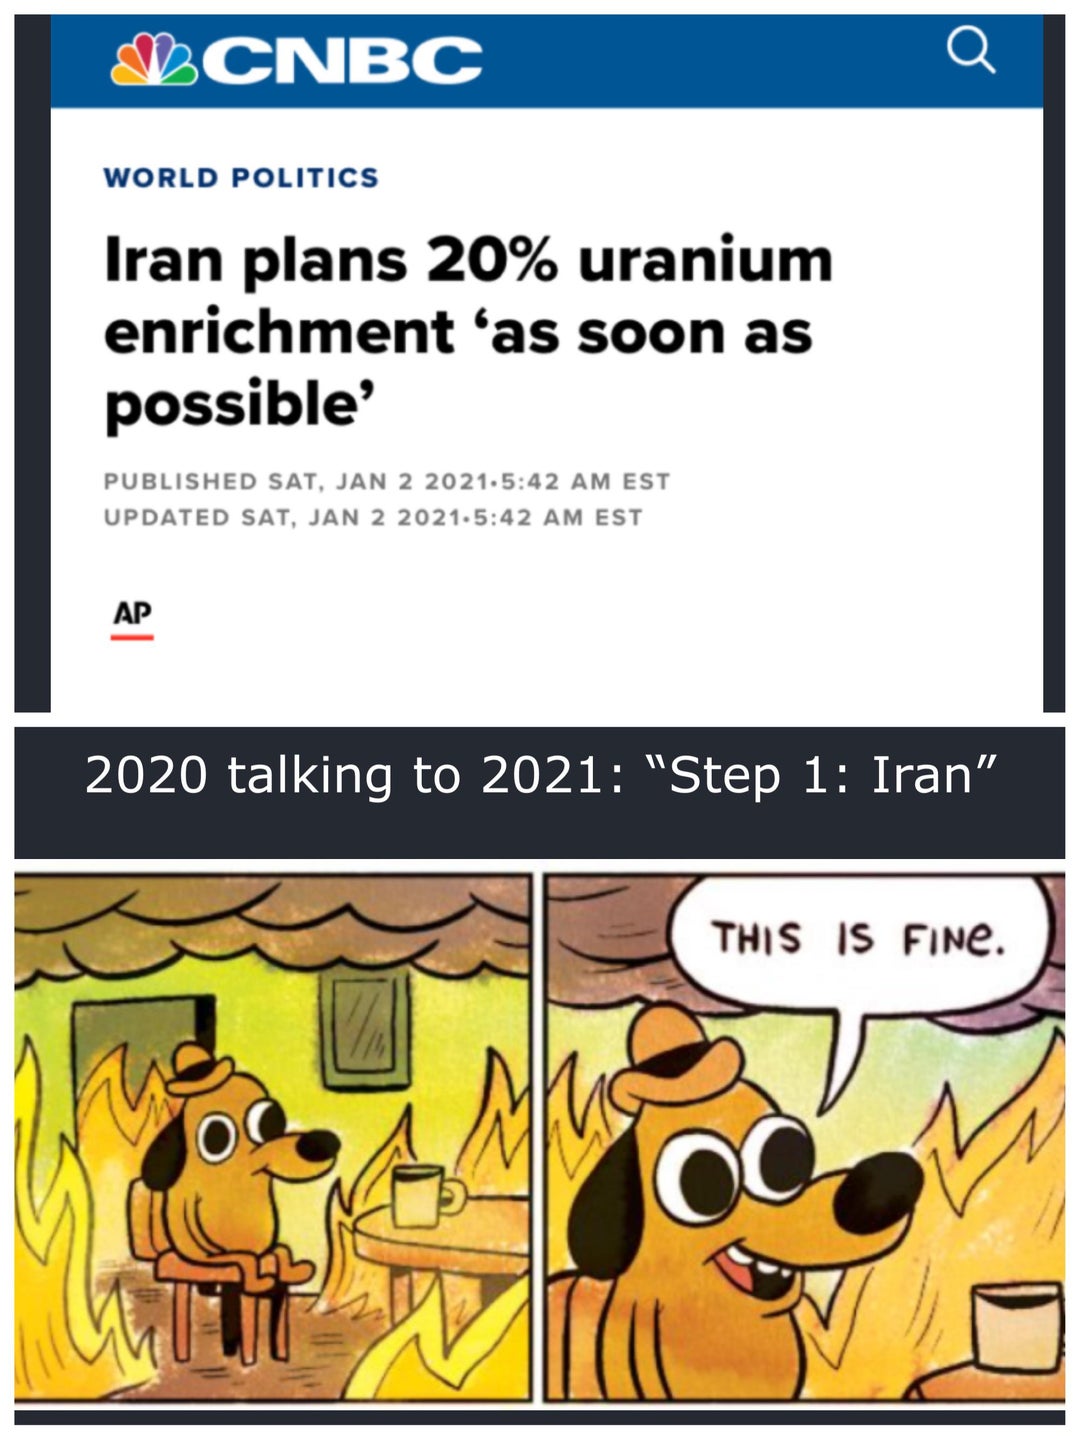 CNBC
WORLD POLITICS
Iran plans 20% uranium
enrichment ‘as soon as
possible’
PUBLISHED SAT, JAN 2 2021•5:42 AM EST
UPDATED SAT, JAN 2 2021•5:42 AM EST
AP
2020 talking to 2021: “Step 1: Iran”
THIS IS FINe.